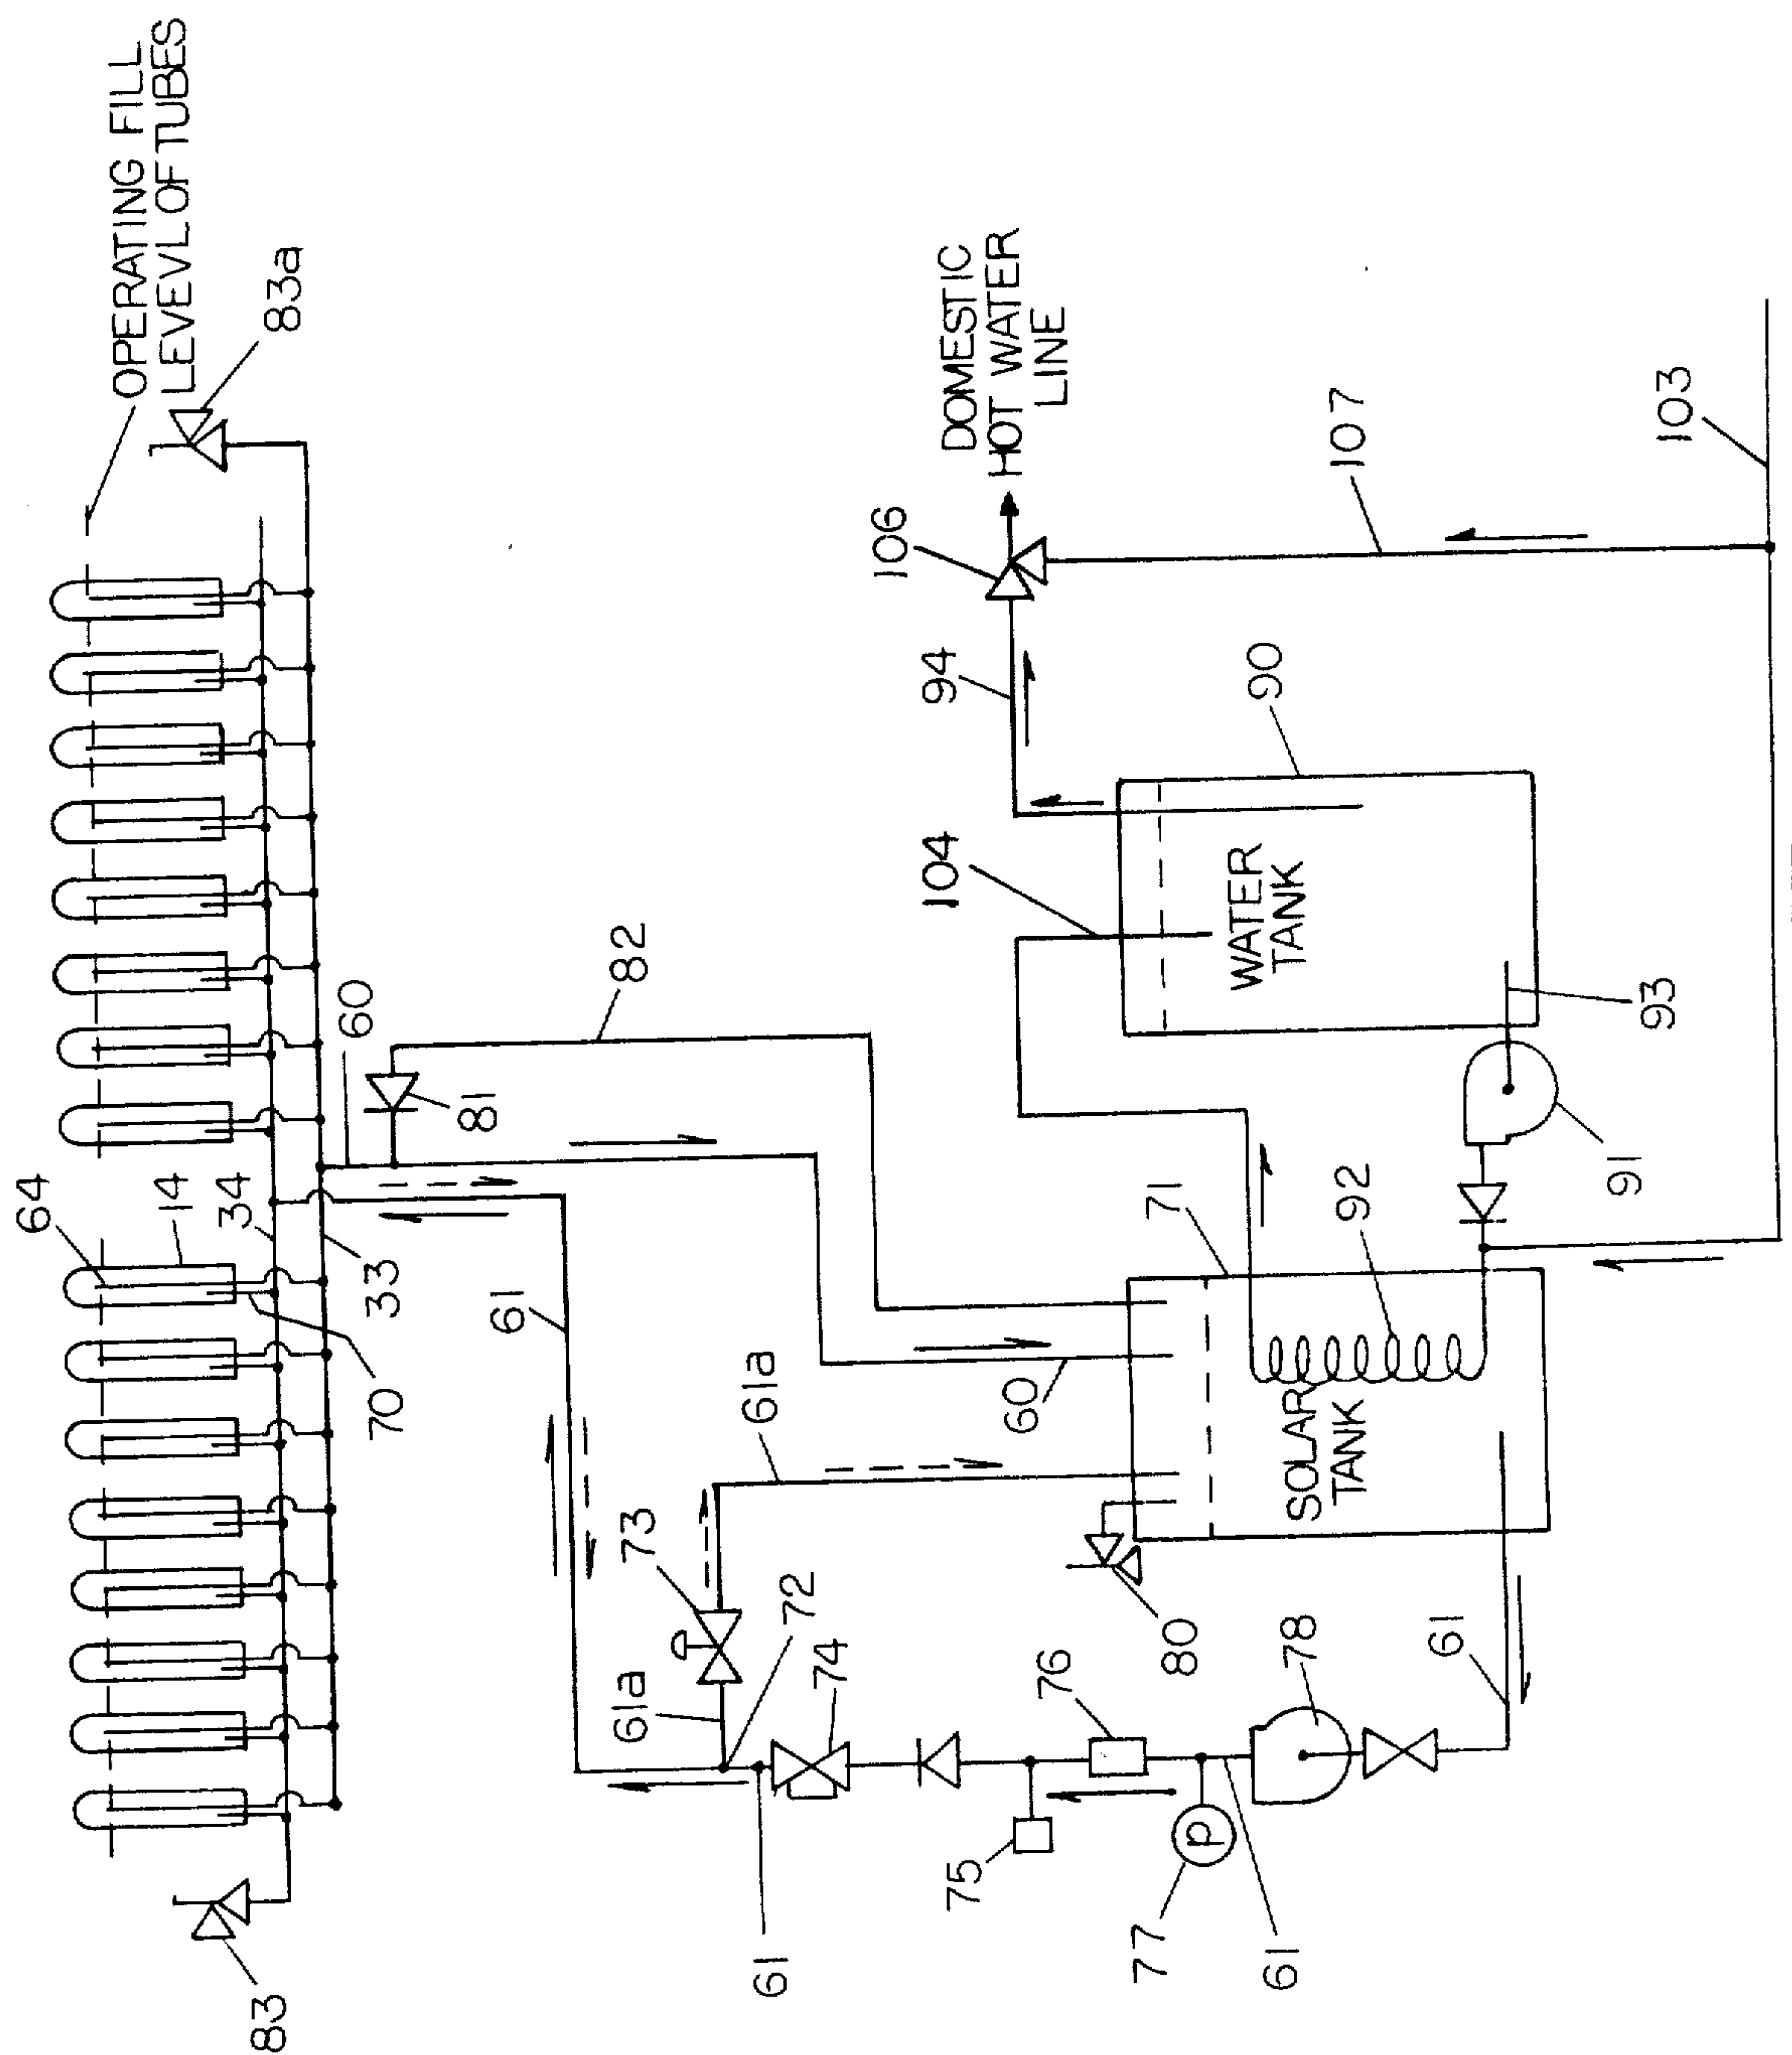 64
14
34
OPERATING FILL
LEVEVL OF TUBES
83
83a
60
33
70
81
61
82
73
61a
61a
61
72
74
106
94
104
DOMESTIC
HOT WATER
LINE
75
60
76
77
P
71
80
WATER
TANK
90
61
78
SOLAR
TANK
92
107
61
91
93
103